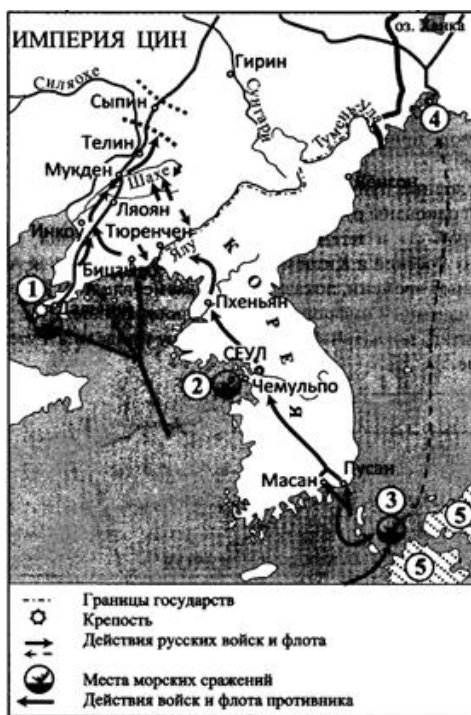 ИМПЕРИЯ ЦИН
оз. Ханка
Гирин
Силяохе
Сунгари
Сыпин
4
Телин
Мукден
Шахе
Ляоян
Инкоу
Тюренчен
Ялу
1
КОРЕЯ
Пхеньян
СЕУЛ
2
Чемульпо
Масан
Пусан
3
5
5
Границы государств
Крепость
Действия русских войск и флота
Места морских сражений
Действия войск и флота противника